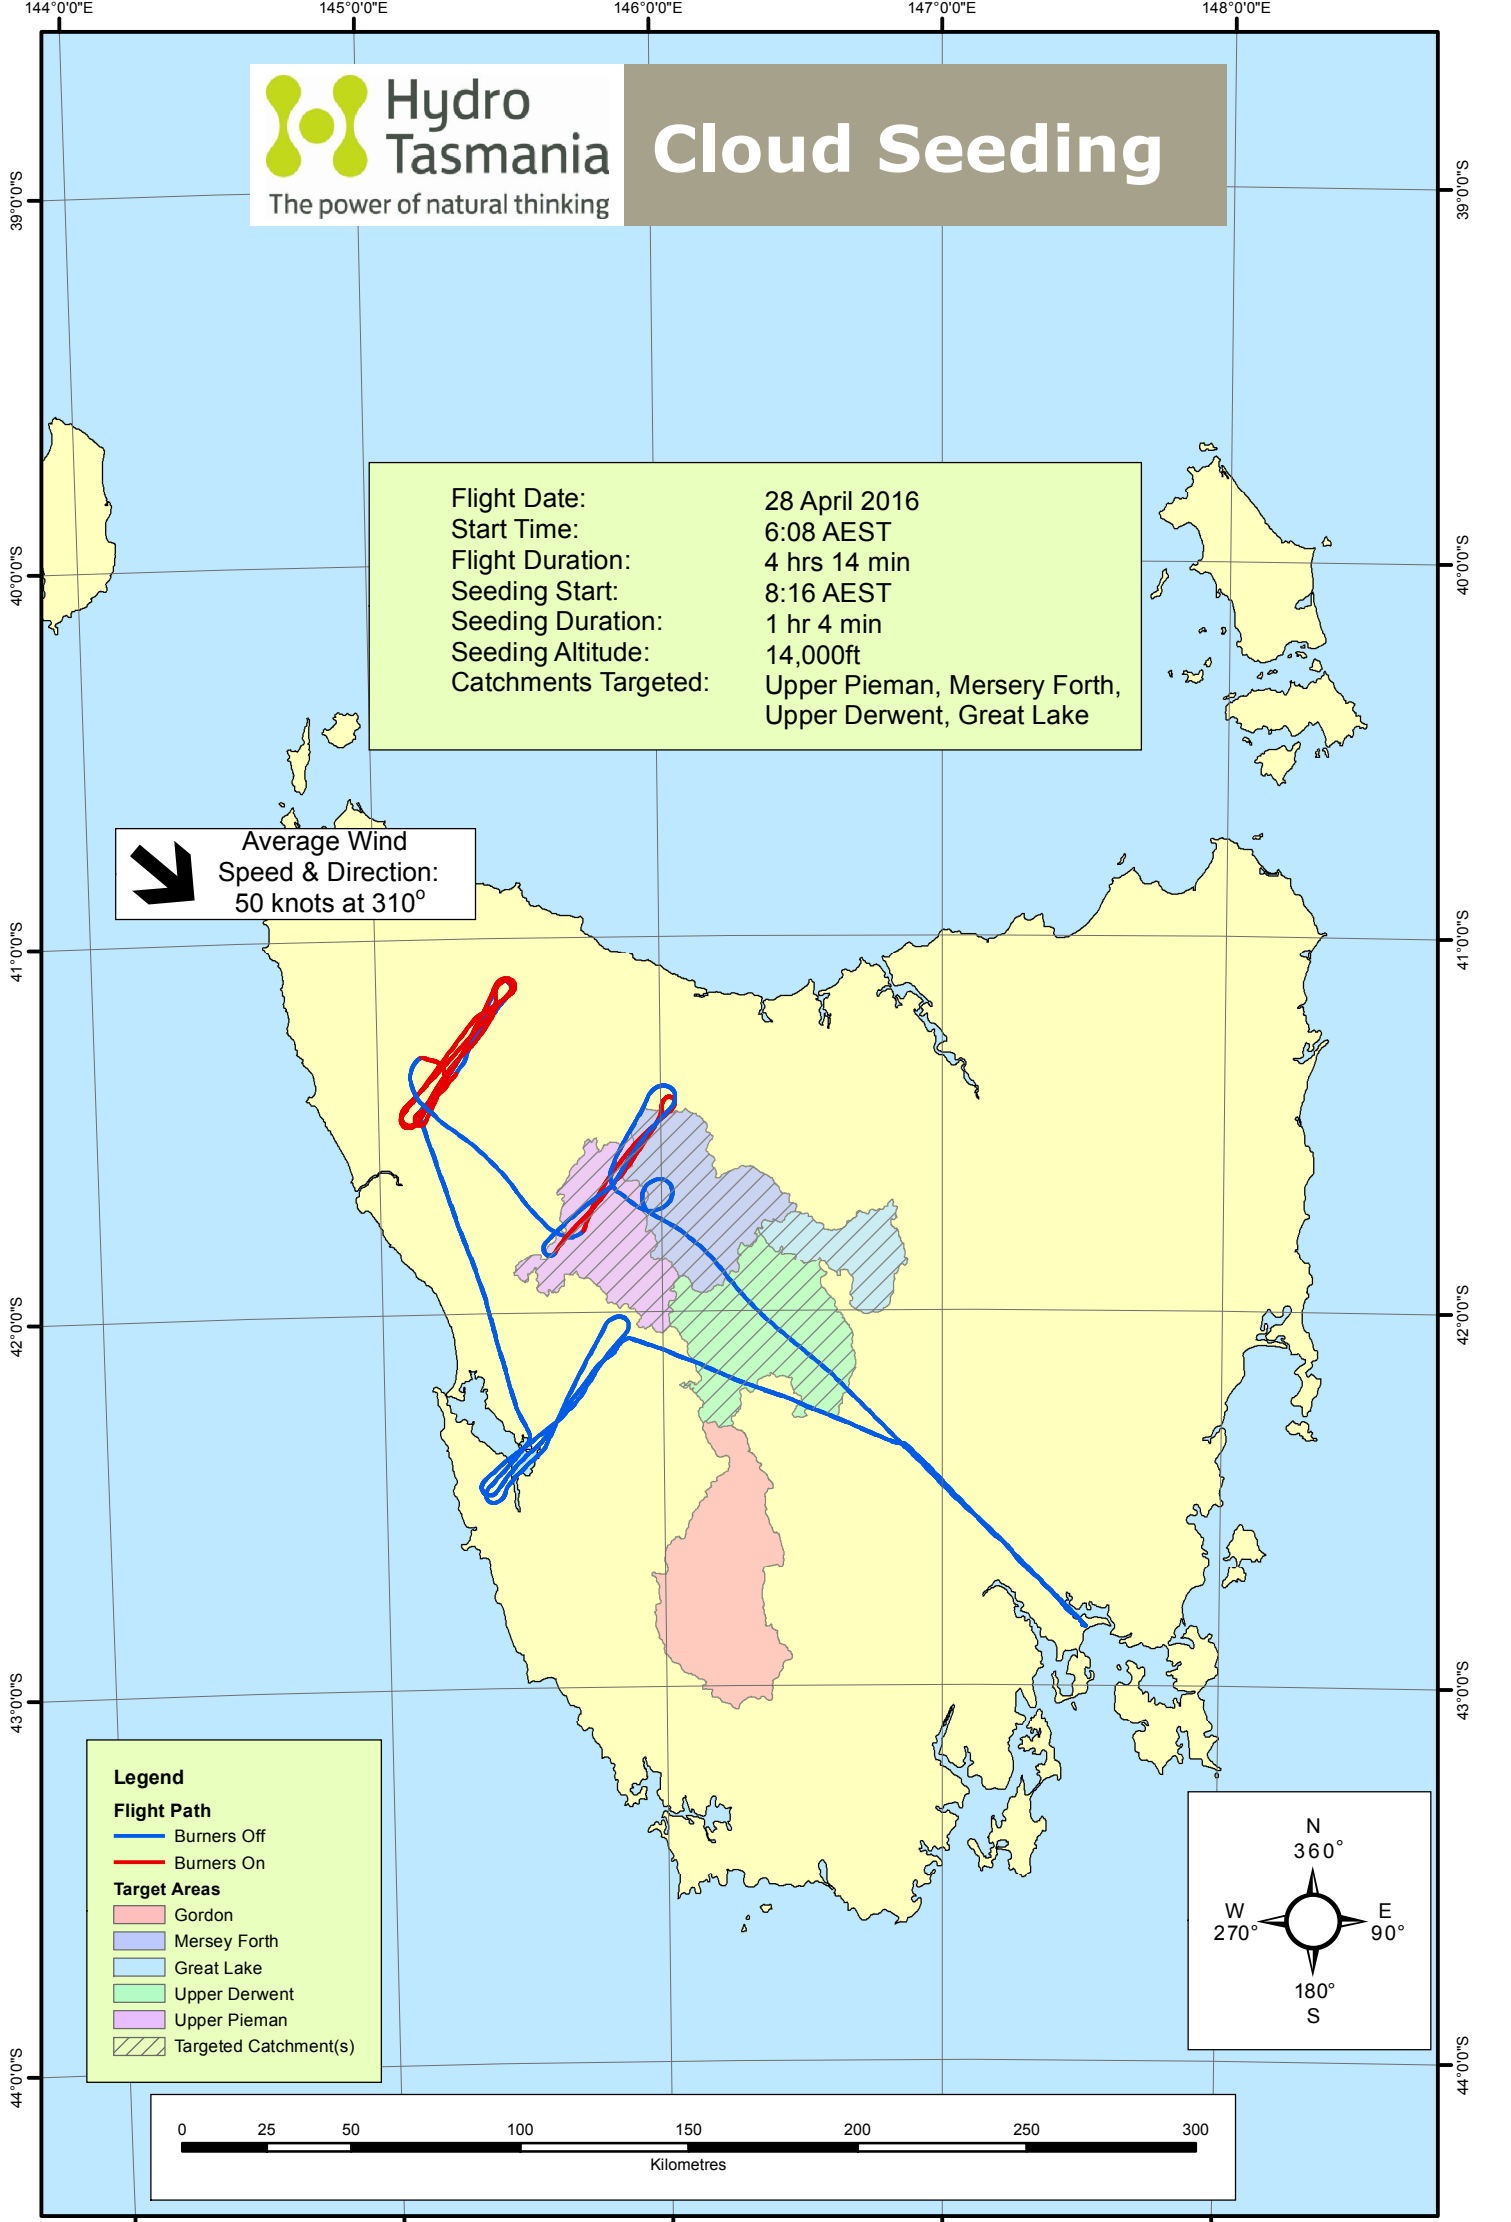 144°0'0"E 145°0'0"E 146°0'0"E 147°0'0"E 148°0'0"E
Hydro
Tasmania
The power of natural thinking
Cloud Seeding
39°0'0"S 39°0'0"S
Flight Date: 28 April 2016
Start Time: 6:08 AEST
Flight Duration: 4 hrs 14 min
Seeding Start: 8:16 AEST
Seeding Duration: 1 hr 4 min
Seeding Altitude: 14,000ft
Catchments Targeted: Upper Pieman, Mersery Forth,
Upper Derwent, Great Lake
40°0'0"S 40°0'0"S
Average Wind
Speed & Direction:
50 knots at 310°
41°0'0"S 41°0'0"S
42°0'0"S 42°0'0"S
43°0'0"S 43°0'0"S
Legend
Flight Path
Burners Off
Burners On
Target Areas
Gordon
Mersey Forth
Great Lake
Upper Derwent
Upper Pieman
Targeted Catchment(s)
N
360°
W E
270° 90°
180°
S
44°0'0"S 44°0'0"S
0 25 50 100 150 200 250 300
Kilometres